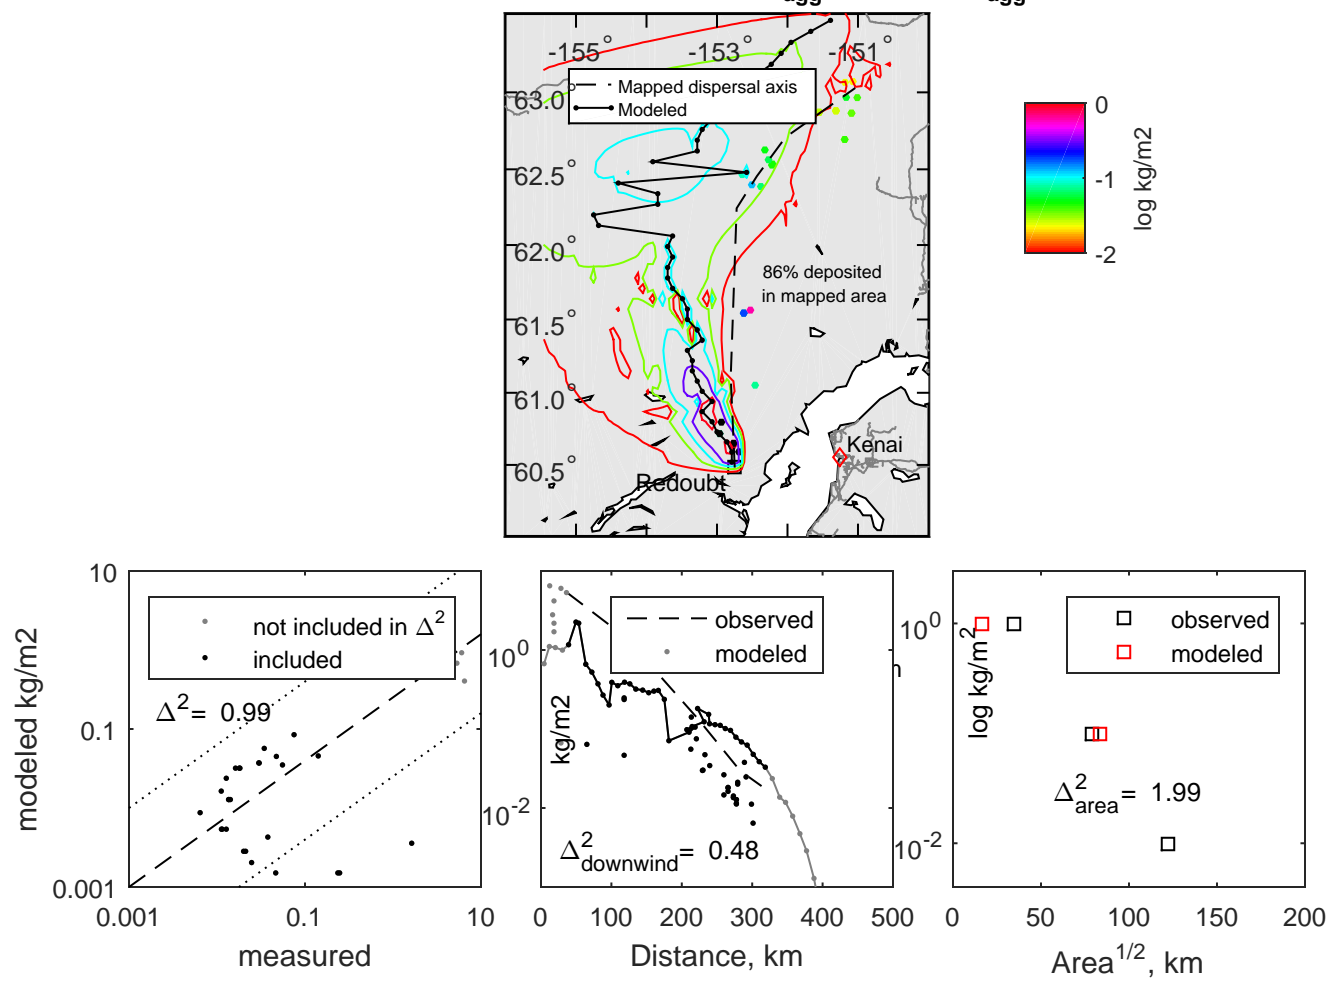 agg agg
-155° -153° -151°
Mapped dispersal axis
Modeled
63.0°
62.5°
62.0°
61.5°
61.0°
60.5°
86% deposited
in mapped area
Kenai
Redoubt
0
-1
-2
log kg/m2
10
0.1
0.001
modeled kg/m2
not included in Δ²
included
Δ²= 0.99
0.001 0.1 10
measured
10⁰
10⁻²
kg/m2
observed
modeled
Δ²downwind= 0.48
0 100 200 300 400 500
Distance, km
10⁰
10⁻²
log kg/m²
observed
modeled
Δ²area= 1.99
0 50 100 150 200
Area¹/², km